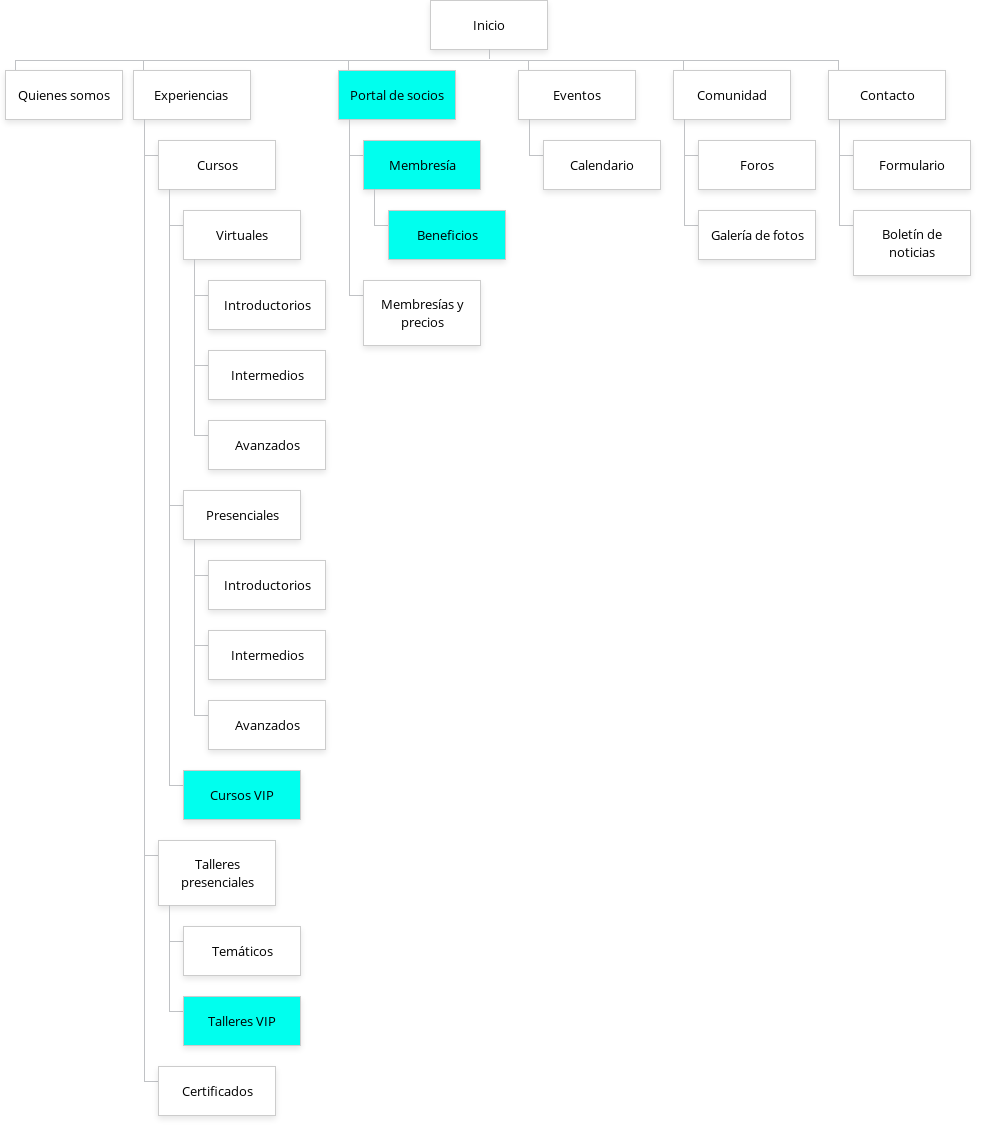 Inicio
Quienes somos
Experiencias
Portal de socios
Eventos
Comunidad
Contacto
Cursos
Virtuales
Introductorios
Intermedios
Avanzados
Presenciales
Introductorios
Intermedios
Avanzados
Cursos VIP
Talleres
presenciales
Temáticos
Talleres VIP
Certificados
Membresía
Beneficios
Membresías y
precios
Calendario
Foros
Galería de fotos
Formulario
Boletín de
noticias